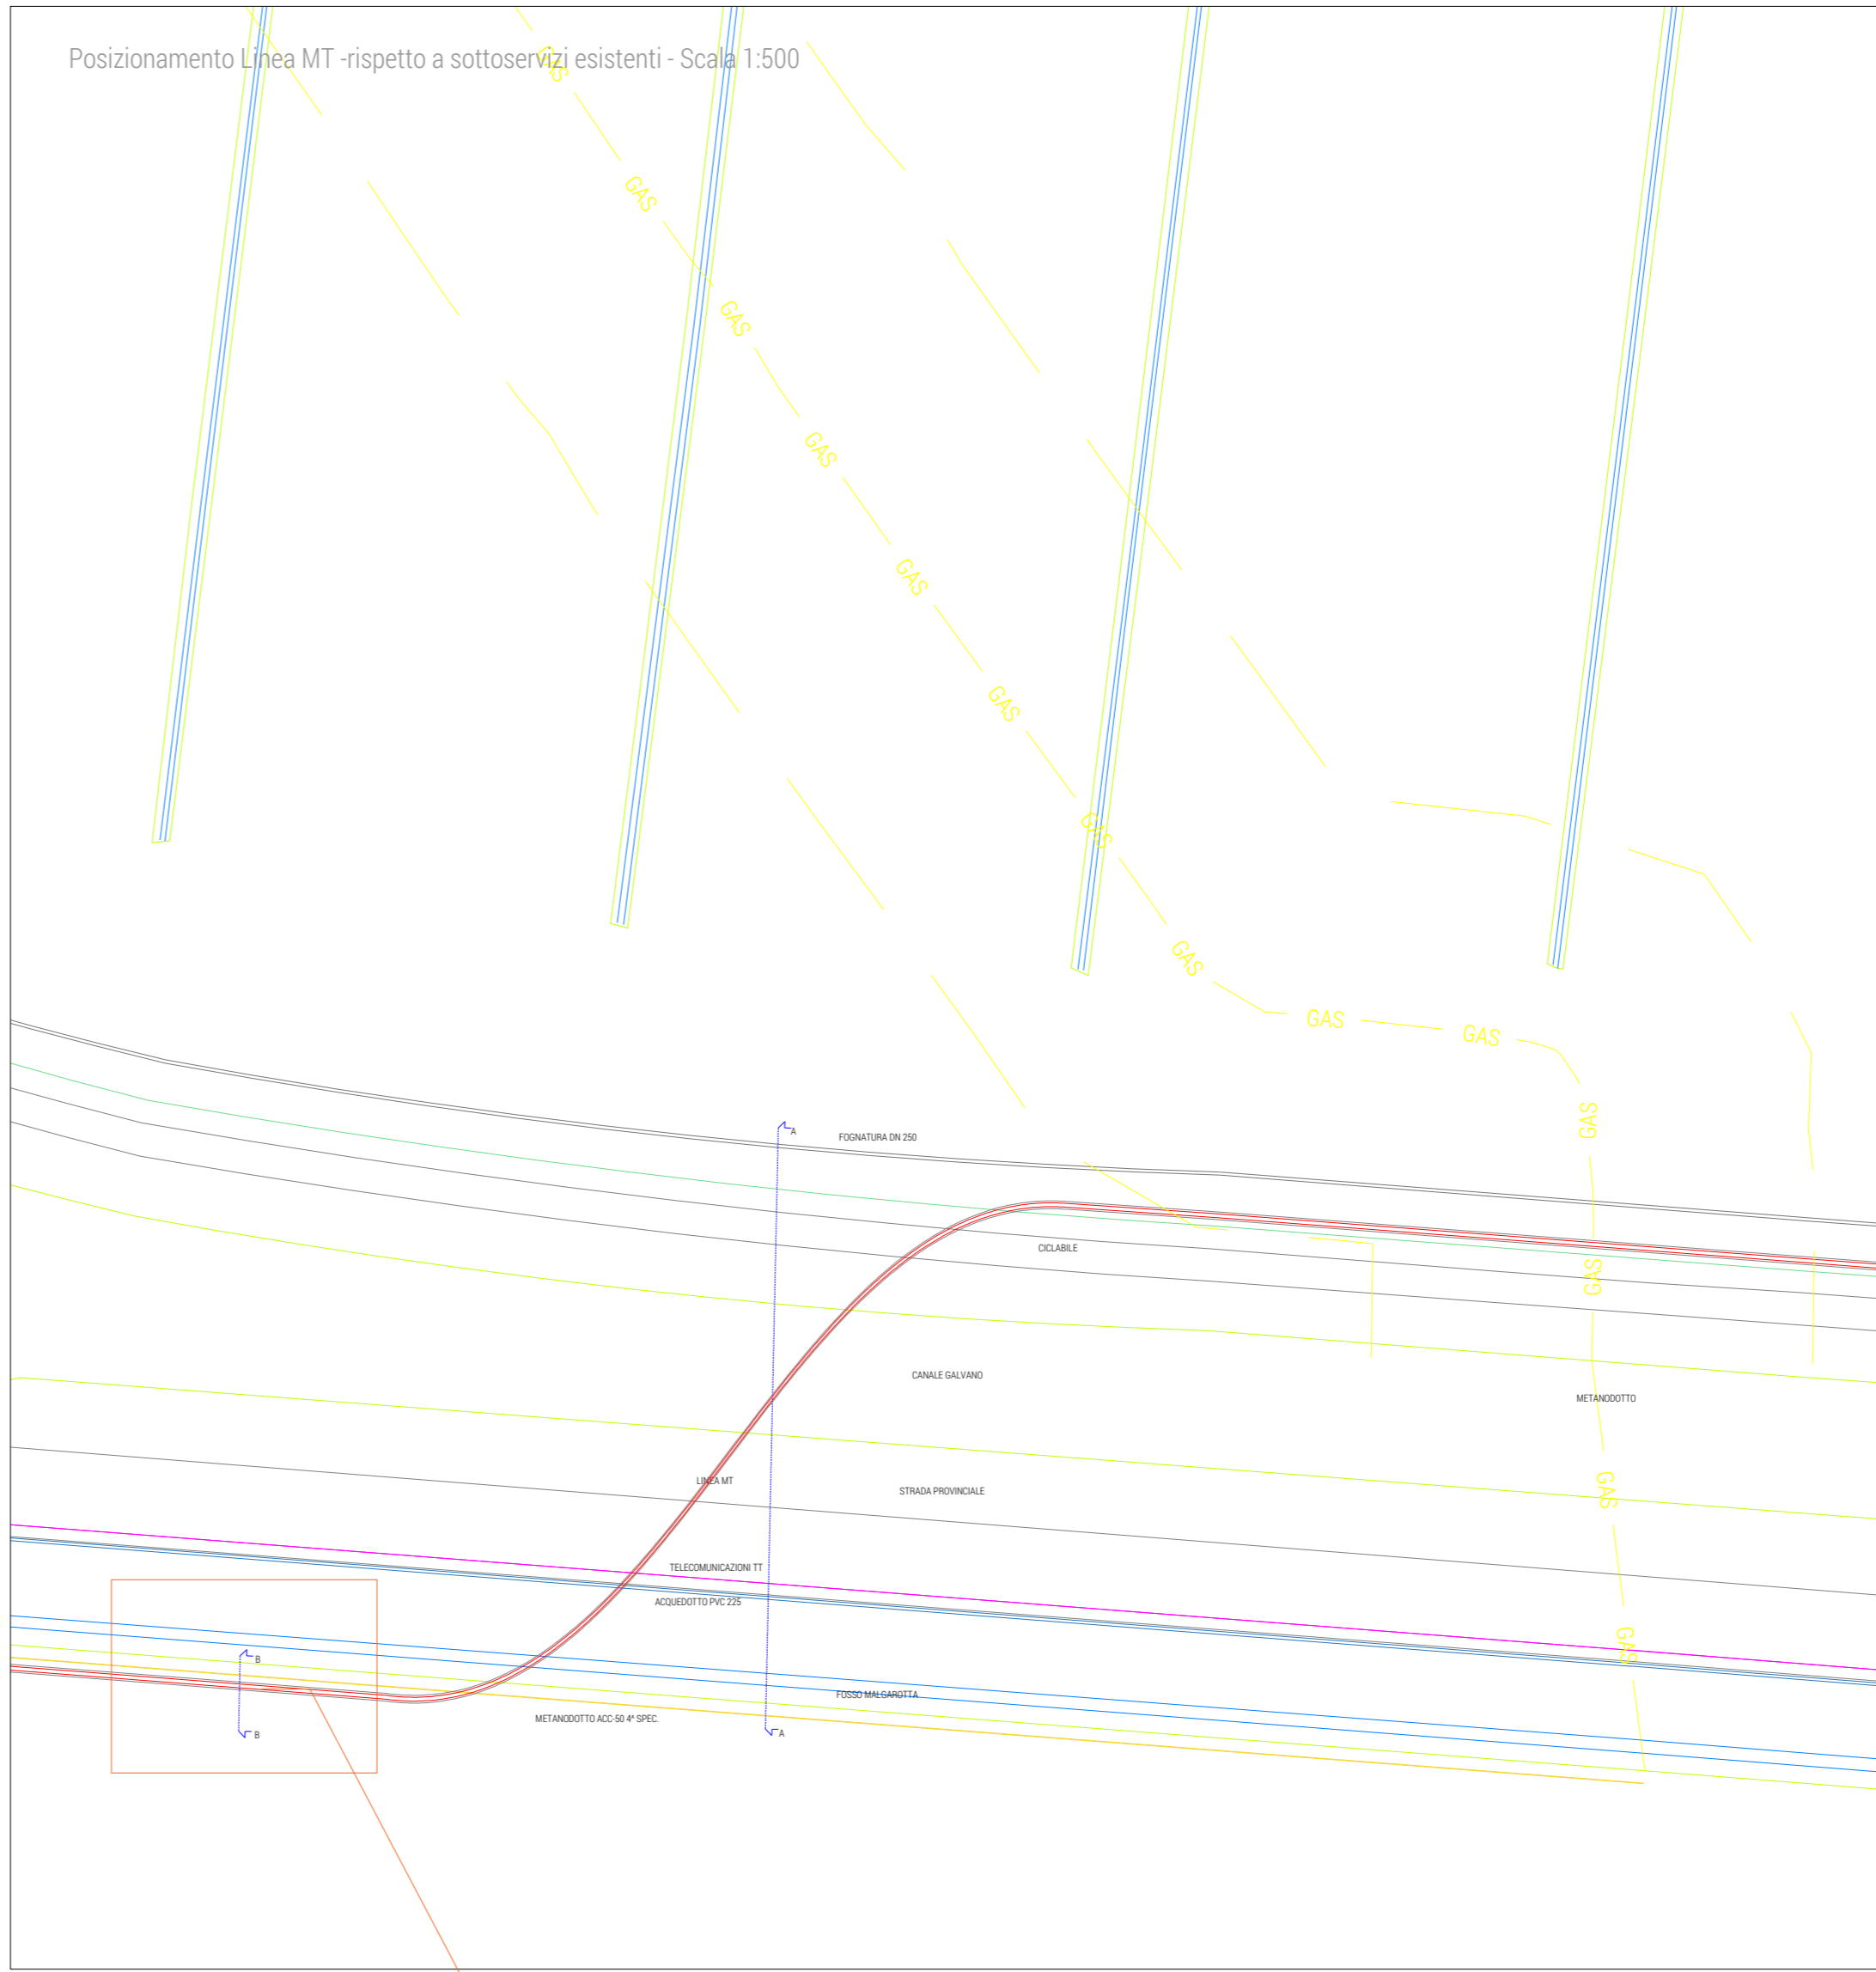 Posizionamento Linea MT -rispetto a sottoservizi esistenti - Scala 1:500
GAS
GAS
GAS
GAS
GAS
GAS
GAS
GAS
GAS
GAS
GAS
A
FOGNATURA DN 250
CICLABILE
GAS
CANALE GALVANO
METANODOTTO
LINEA MT
STRADA PROVINCIALE
GAS
TELECOMUNICAZIONI TT
ACQUEDOTTO PVC 225
GAS
B
FOSSO MALGAROTTA
METANODOTTO ACC-50 4ª SPEC.
B
A